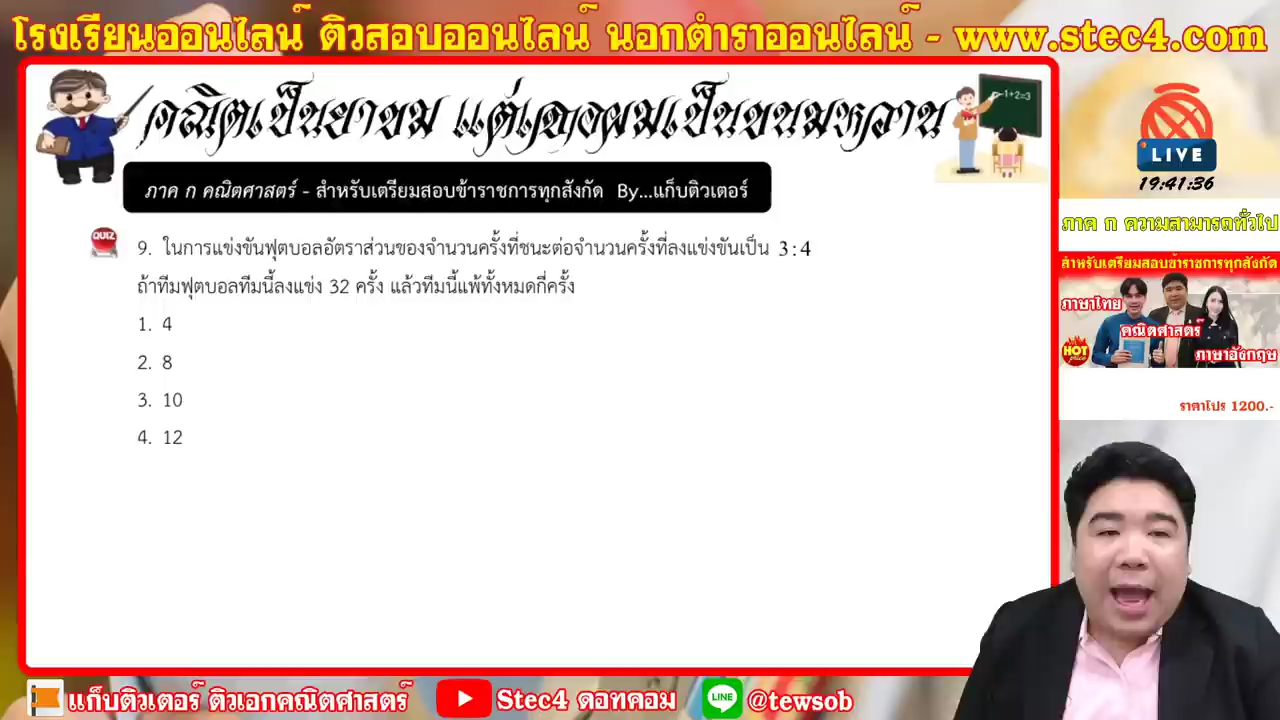 โรงเรียนออนไลน์ ติวสอบออนไลน์ นอกตำราออนไลน์ - www.stec4.com
คณิตเป็นยาขม แต่เจอผมเป็นขนมหวาน
-1+2=3
LIVE
19:41:36
ภาค ก คณิตศาสตร์ - สำหรับเตรียมสอบข้าราชการทุกสังกัด By...แก็บติวเตอร์
ภาค ก ความสามารถทั่วไป
QUIZ
9. ในการแข่งขันฟุตบอลอัตราส่วนของจำนวนครั้งที่ชนะต่อจำนวนครั้งที่ลงแข่งขันเป็น 3:4
ถ้าทีมฟุตบอลทีมนี้ลงแข่ง 32 ครั้ง แล้วทีมนี้แพ้ทั้งหมดกี่ครั้ง
1. 4
2. 8
3. 10
4. 12
สำหรับเตรียมสอบข้าราชการทุกสังกัด
ภาษาไทย
คณิตศาสตร์
HOT
price
ภาษาอังกฤษ
ราคาโปร 1200.-
แก็บติวเตอร์ ติวเอกคณิตศาสตร์
Stec4 ดอทคอม
LINE
@tewsob